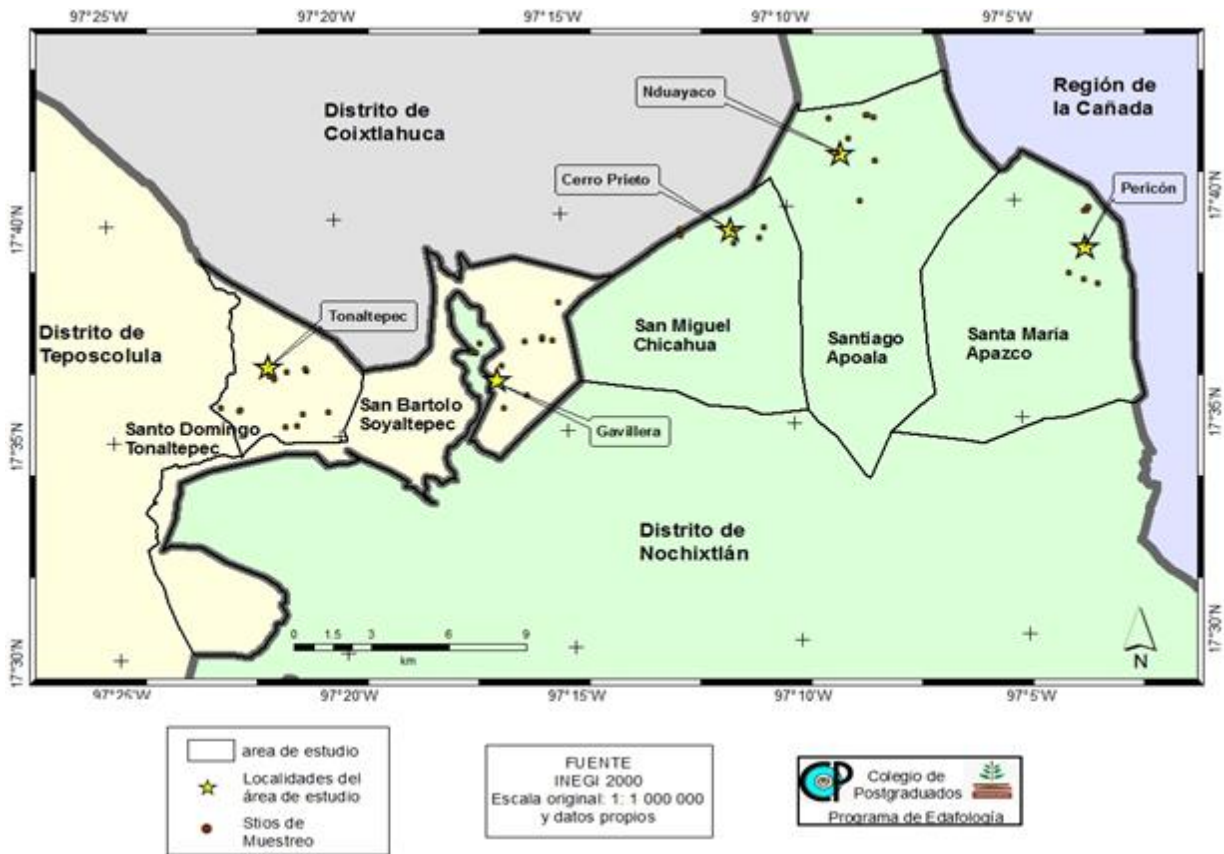 97°25'W 97°20'W 97°15'W 97°10'W 97°5'W
Nduayaco
Región de
la Cañada
Distrito de
Coixtlahuca
Cerro Prieto
Pericón
17°40'N
17°40'N
Tonaltepec
Distrito de
Teposcolula
San Miguel
Chicahua
Santiago
Apoala
Santa María
Apazco
San Bartolo
Soyaltepec
Santo Domingo
Tonaltepec
Gavillera
17°35'N
17°35'N
Distrito de
Nochixtlán
0 1.5 3 6 9
km
N
17°30'N
17°30'N
97°25'W 97°20'W 97°15'W 97°10'W 97°5'W
area de estudio
Localidades del
área de estudio
Stios de
Muestreo
FUENTE
INEGI 2000
Escala original: 1: 1 000 000
y datos propios
CP
Colegio de
Postgraduados
Programa de Edafología